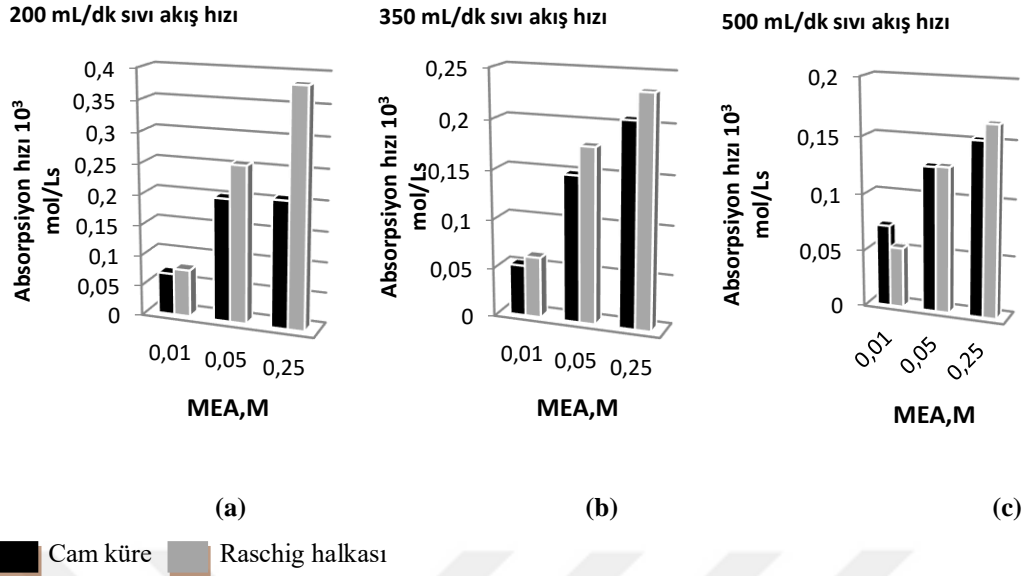 200 mL/dk sıvı akış hızı
Absorpsiyon hızı 10³
mol/Ls
0,4
0,35
0,3
0,25
0,2
0,15
0,1
0,05
0
0,01 0,05 0,25
MEA,M
(a)
350 mL/dk sıvı akış hızı
Absorpsiyon hızı 10³
mol/Ls
0,25
0,2
0,15
0,1
0,05
0
0,01 0,05 0,25
MEA,M
(b)
500 mL/dk sıvı akış hızı
Absorpsiyon hızı 10³
mol/Ls
0,2
0,15
0,1
0,05
0
0,01 0,05 0,25
MEA,M
(c)
Cam küre Raschig halkası